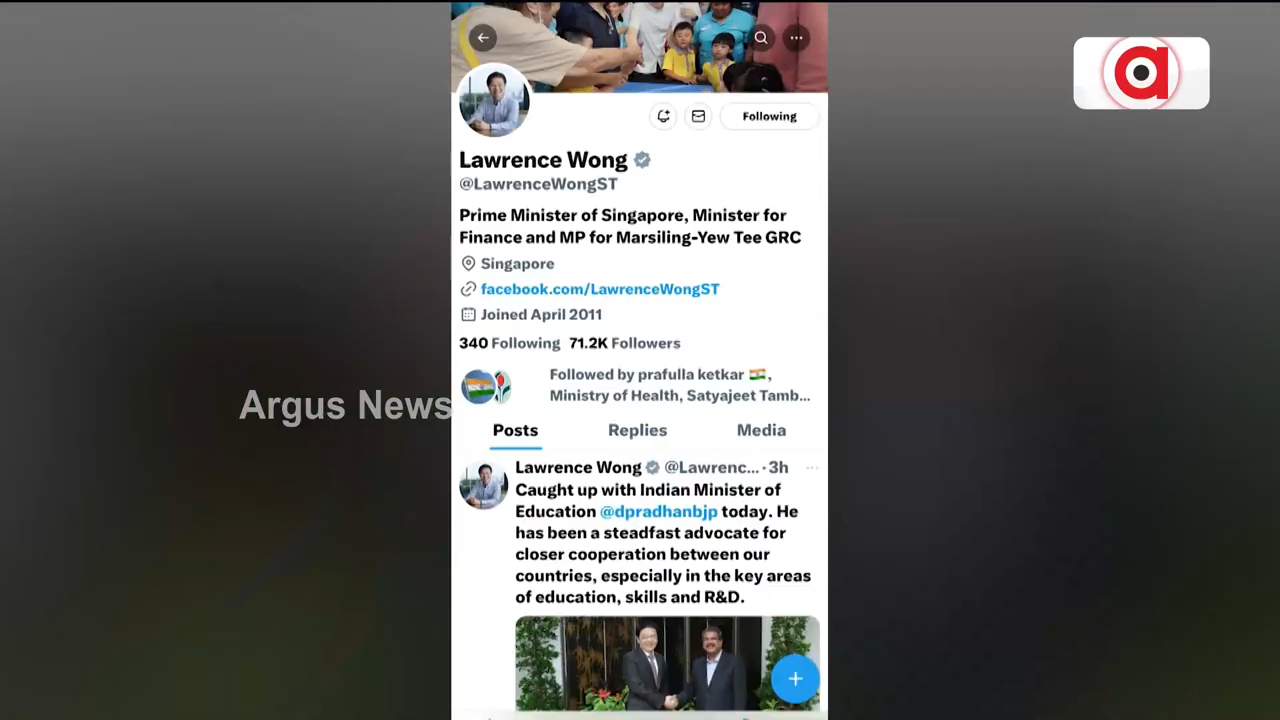 Following
Lawrence Wong
@LawrenceWongST
Prime Minister of Singapore, Minister for
Finance and MP for Marsiling-Yew Tee GRC
Singapore
facebook.com/LawrenceWongST
Joined April 2011
340 Following 71.2K Followers
Followed by prafulla ketkar 🇮🇳,
Ministry of Health, Satyajeet Tamb...
Argus News
Posts Replies Media
Lawrence Wong @Lawrenc... · 3h
Caught up with Indian Minister of
Education @dpradhanbjp today. He
has been a steadfast advocate for
closer cooperation between our
countries, especially in the key areas
of education, skills and R&D.
a